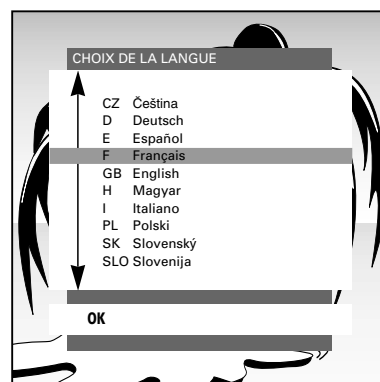 CHOIX DE LA LANGUE
CZ Čeština
D Deutsch
E Español
F Français
GB English
H Magyar
I Italiano
PL Polski
SK Slovenský
SLO Slovenija
OK